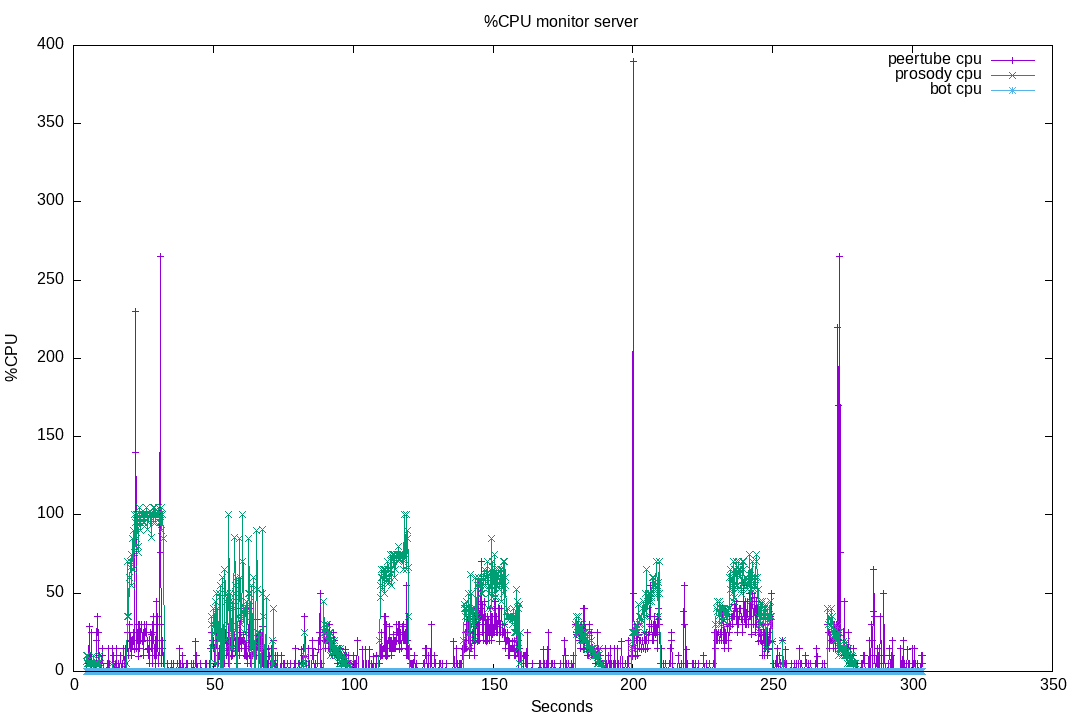 %CPU monitor server
400
350
300
250
200
150
100
50
0
%CPU
peertube cpu
prosody cpu
bot cpu
0 50 100 150 200 250 300 350
Seconds